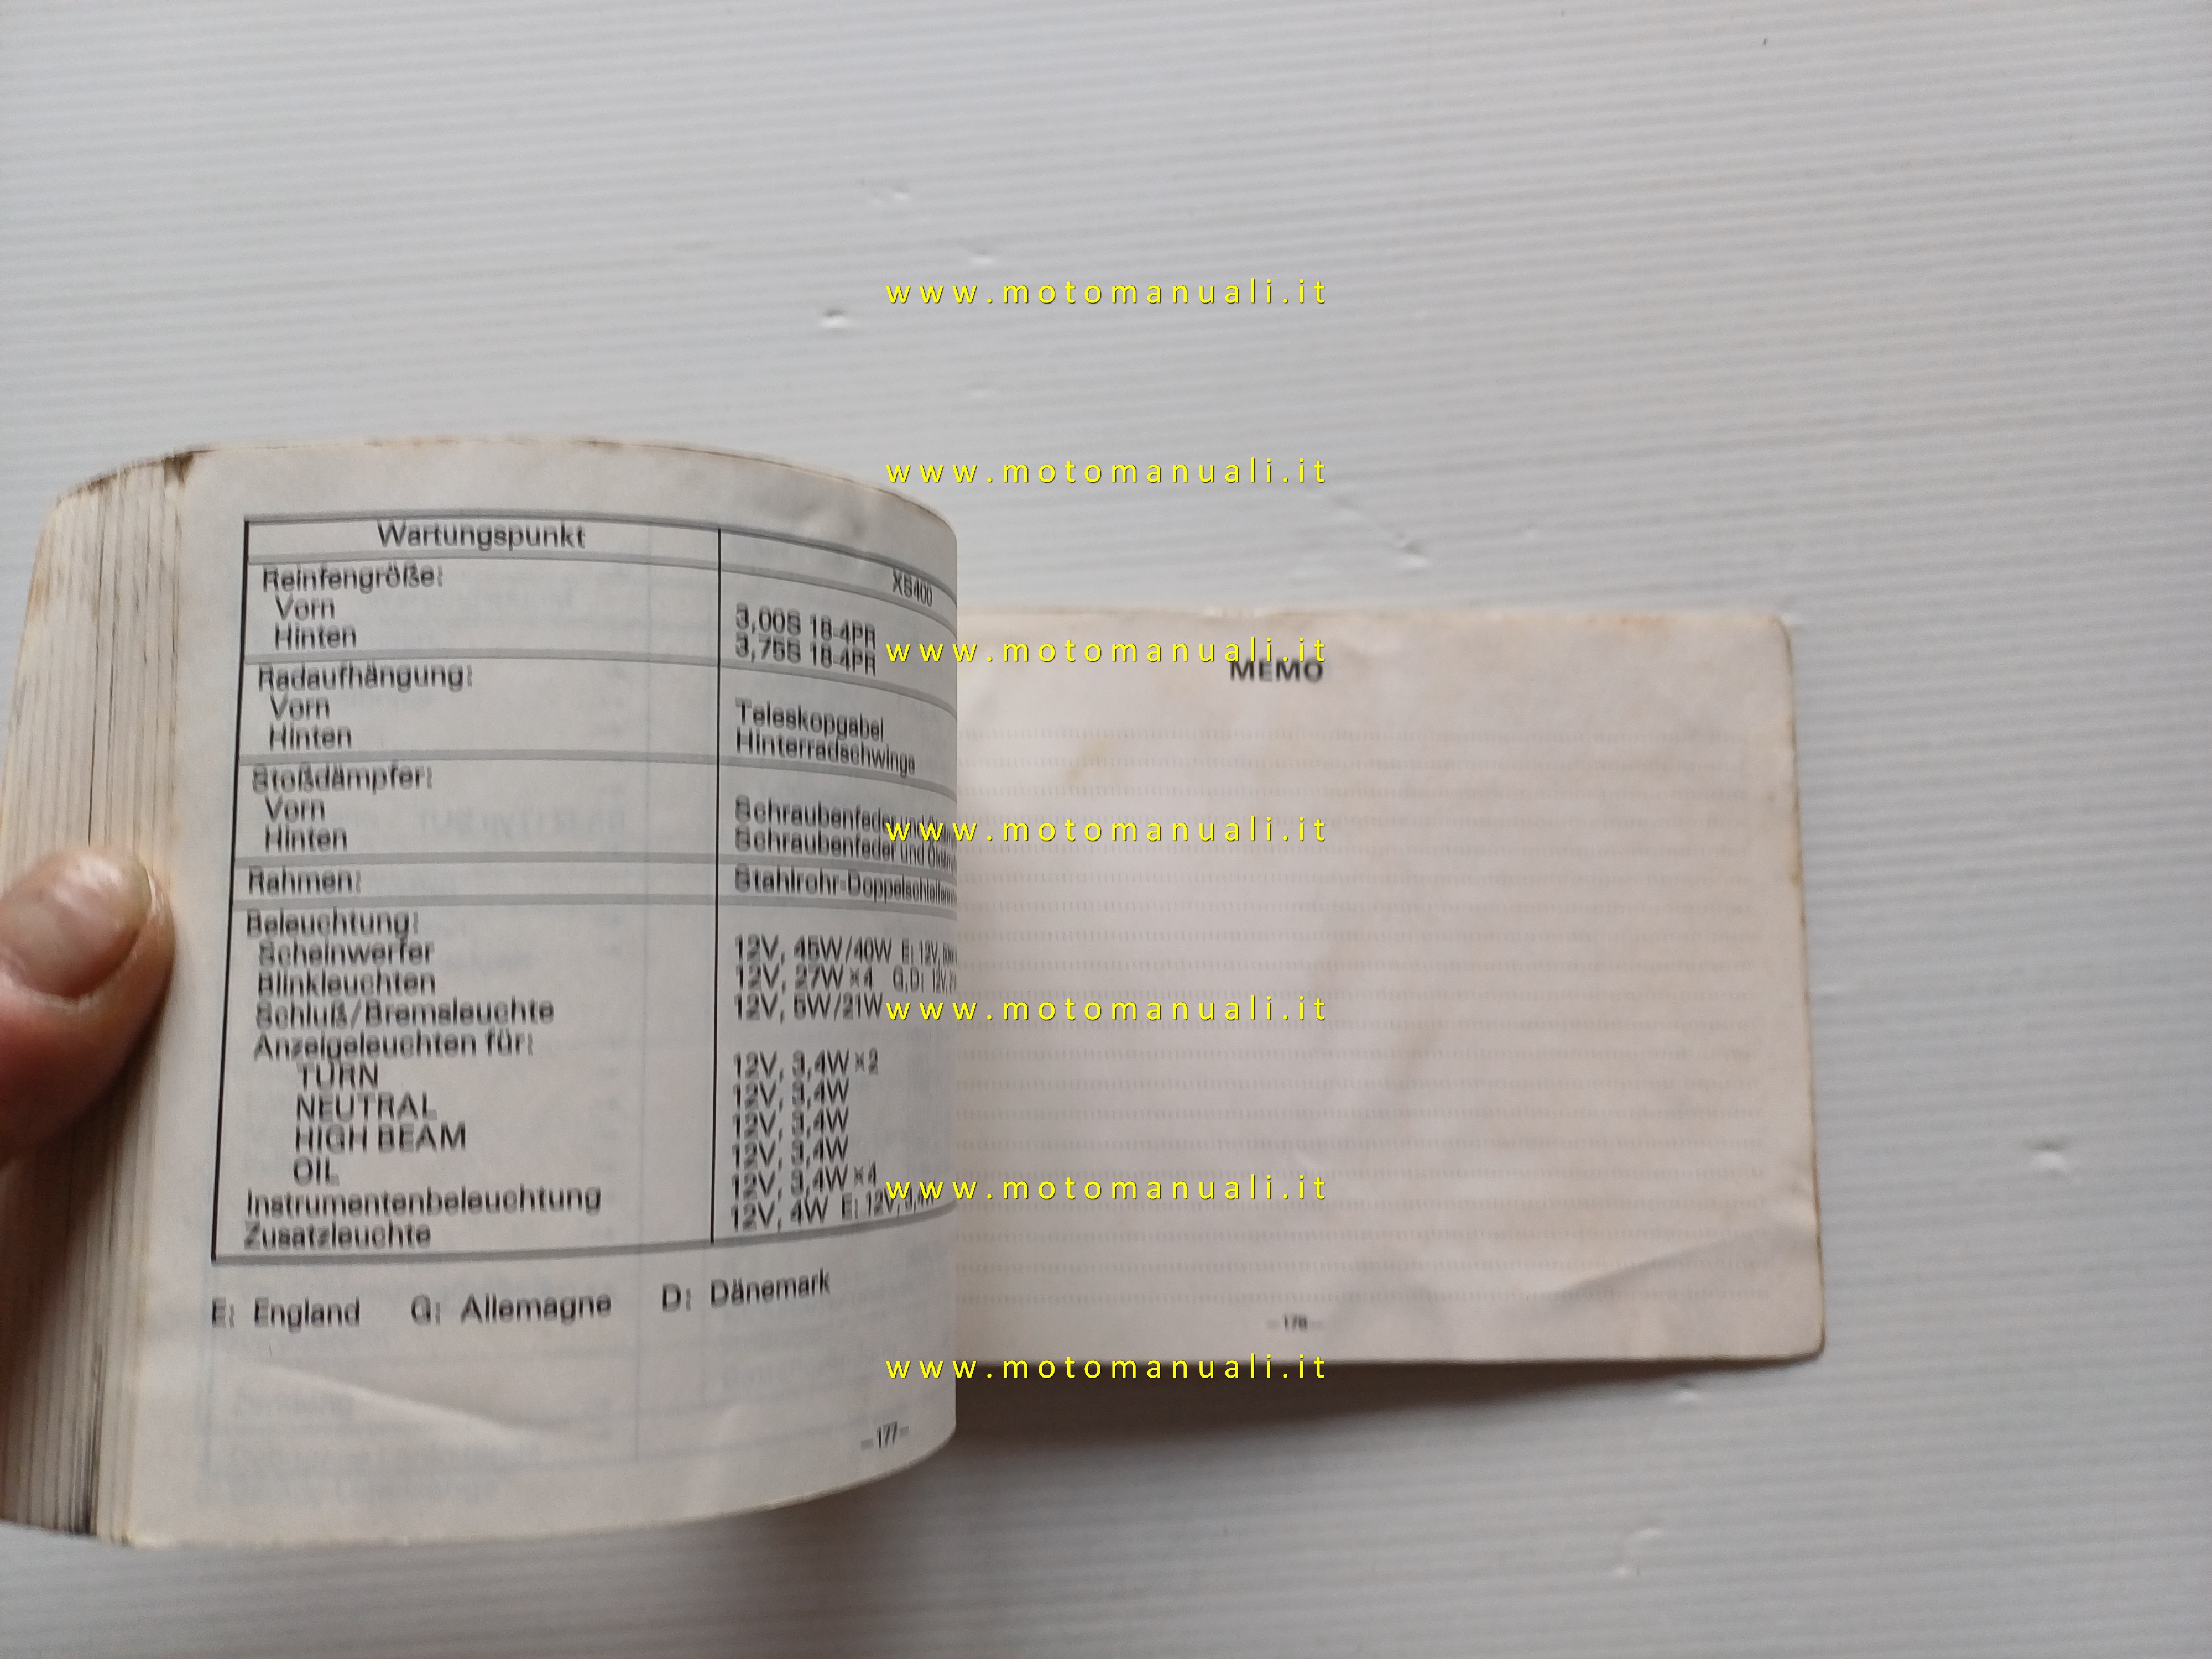 Wartungspunkt
XS400
Reinfengröße:
Vorn 3,00S 18-4PR
Hinten 3,75S 18-4PR
Radaufhängung:
Vorn Teleskopgabel
Hinten Hinterradschwinge
Stoßdämpfer:
Vorn Schraubenfeder und
Hinten Schraubenfeder und
Rahmen: Stahlrohr-Doppelschleifen
Beleuchtung:
Scheinwerfer 12V, 45W/40W E: 12V,
Blinkleuchten 12V, 27W×4 G,D: 12V,
Schluß/Bremsleuchte 12V, 5W/21W
Anzeigeleuchten für:
TURN 12V, 3,4W×2
NEUTRAL 12V, 3,4W
HIGH BEAM 12V, 3,4W
OIL 12V, 3,4W
Instrumentenbeleuchtung 12V, 3,4W×4
Zusatzleuchte 12V, 4W E: 12V,
E: England G: Allemagne D: Dänemark
–177–
MEMO
–178–
www.motomanuali.it
www.motomanuali.it
www.motomanuali.it
www.motomanuali.it
www.motomanuali.it
www.motomanuali.it
www.motomanuali.it